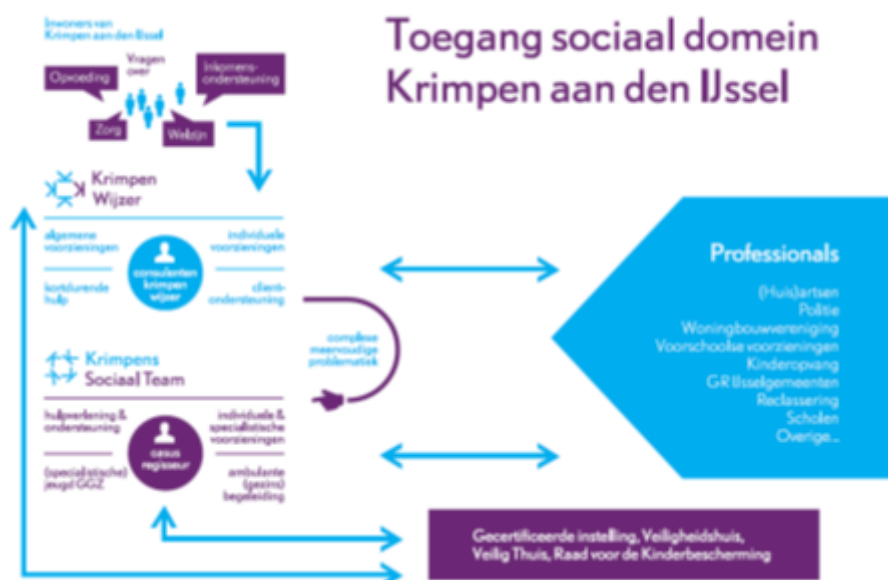 Toegang sociaal domein
Krimpen aan den IJssel
Inwoners van
Krimpen aan den IJssel
Vragen
over
Opvoeding
Inkomens-
ondersteuning
Zorg
Welzijn
Krimpen
Wijzer
algemene
voorzieningen
individuele
voorzieningen
consulenten
krimpen
wijzer
kortdurende
hulp
cliënt-
ondersteuning
complexe
meervoudige
problematiek
Krimpens
Sociaal Team
hulpverlening &
ondersteuning
individuele &
specialistische
voorzieningen
casus
regisseur
(specialistische)
jeugd GGZ
ambulante
(gezins)
begeleiding
Professionals
(Huis)artsen
Politie
Woningbouwvereniging
Voorschoolse voorzieningen
Kinderopvang
GR IJsselgemeenten
Reclassering
Scholen
Overige...
Gecertificeerde instelling, Veiligheidshuis,
Veilig Thuis, Raad voor de Kinderbescherming